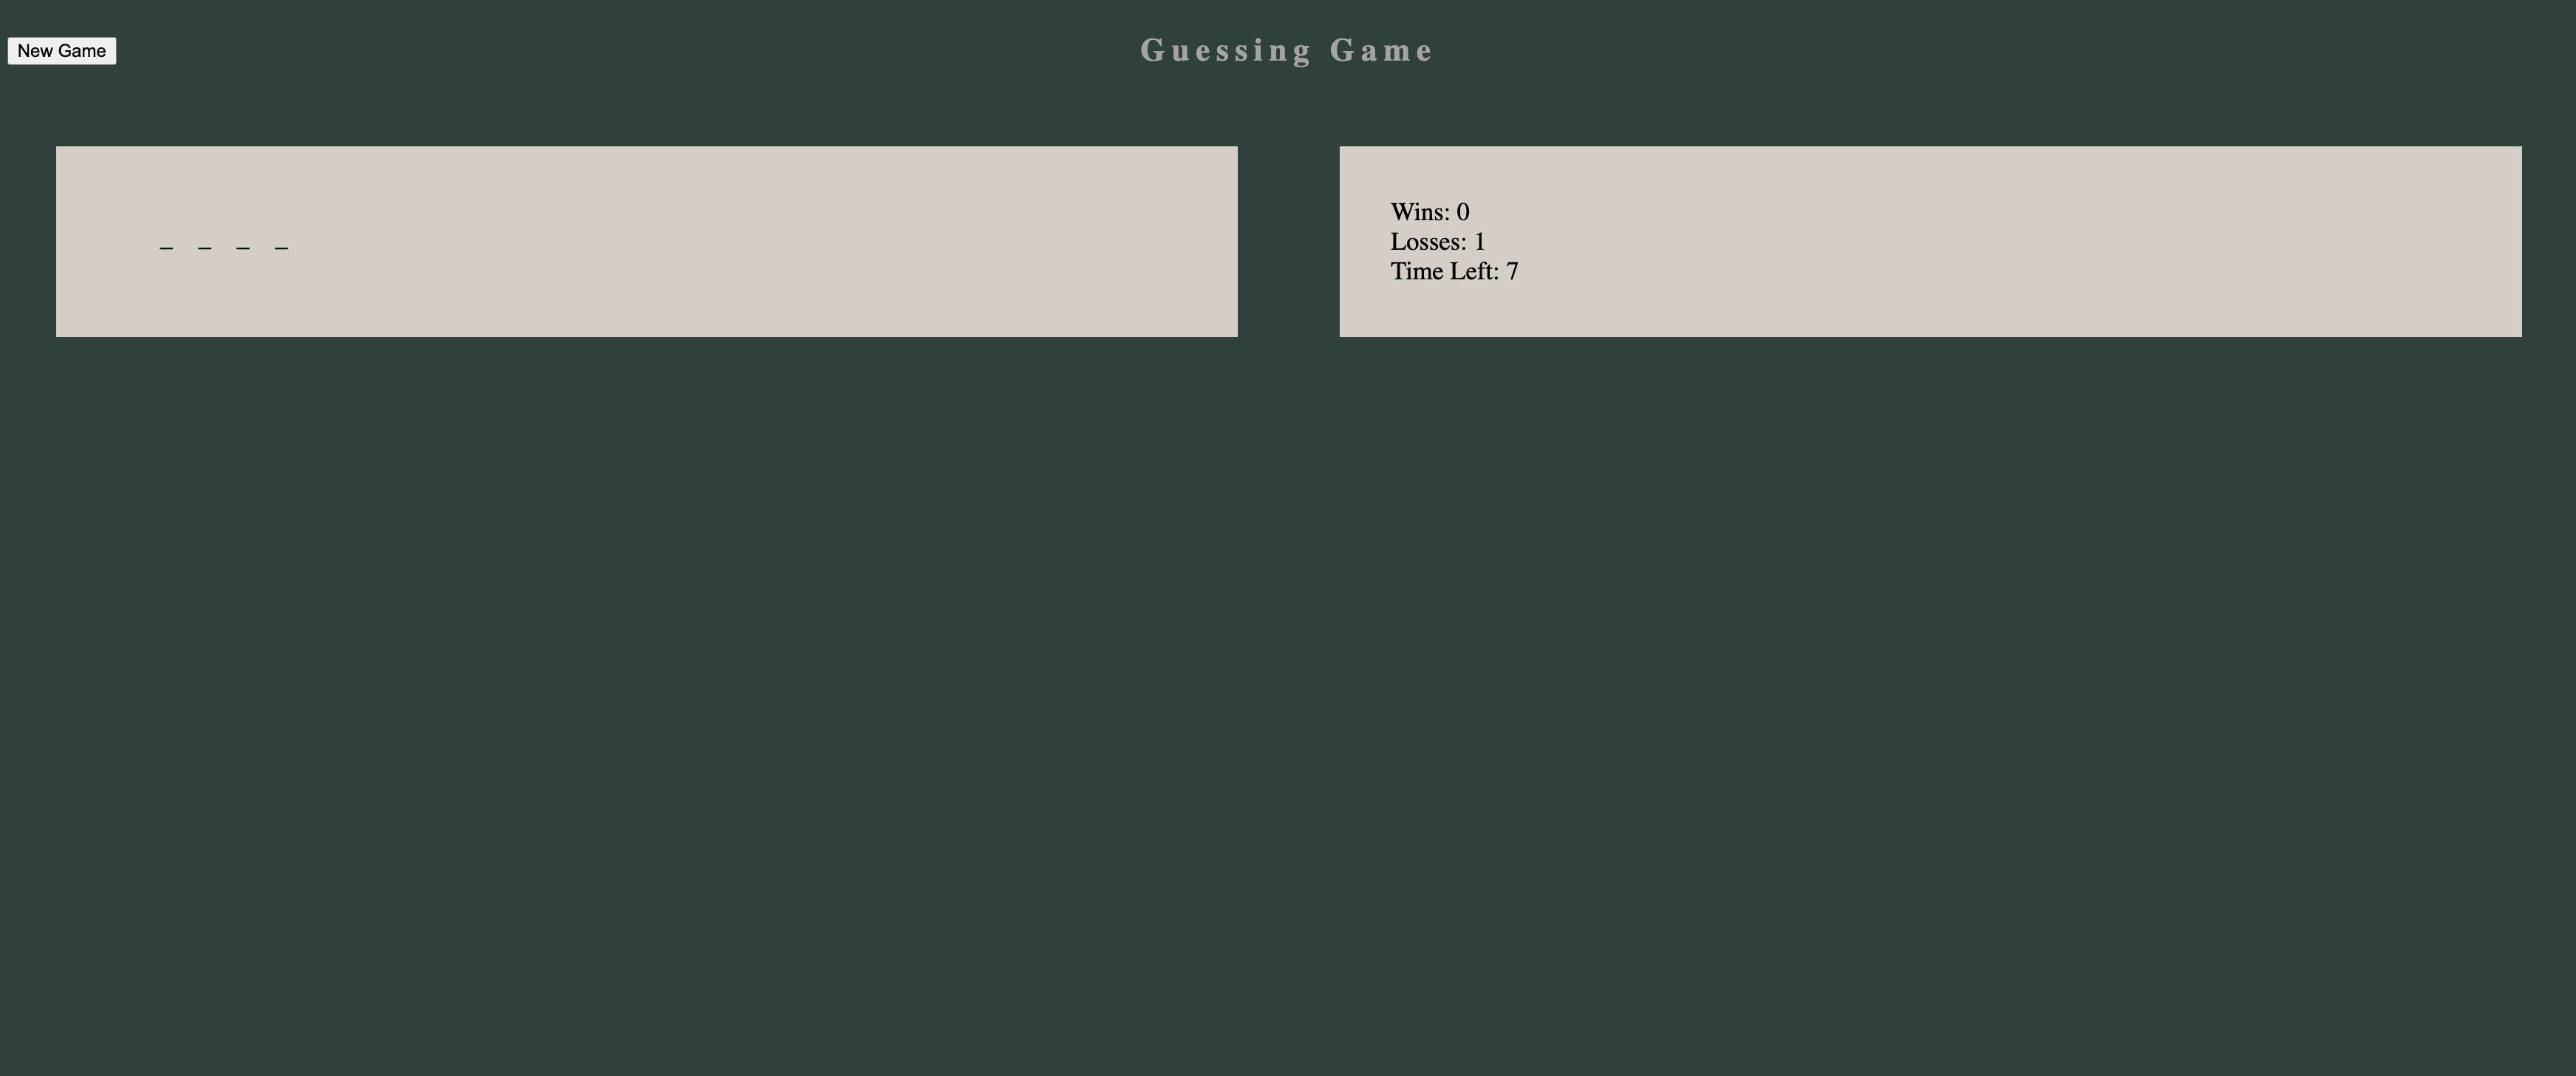 New Game
Guessing Game
_ _ _ _
Wins: 0
Losses: 1
Time Left: 7